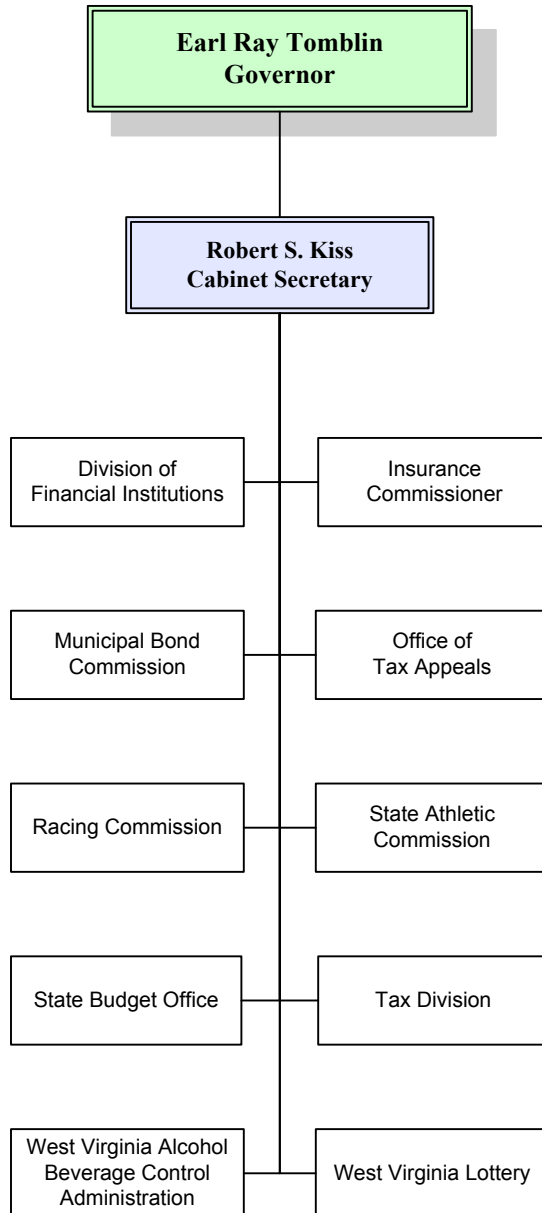 Earl Ray Tomblin
Governor
Robert S. Kiss
Cabinet Secretary
Division of
Financial Institutions
Insurance
Commissioner
Municipal Bond
Commission
Office of
Tax Appeals
Racing Commission
State Athletic
Commission
State Budget Office
Tax Division
West Virginia Alcohol
Beverage Control
Administration
West Virginia Lottery